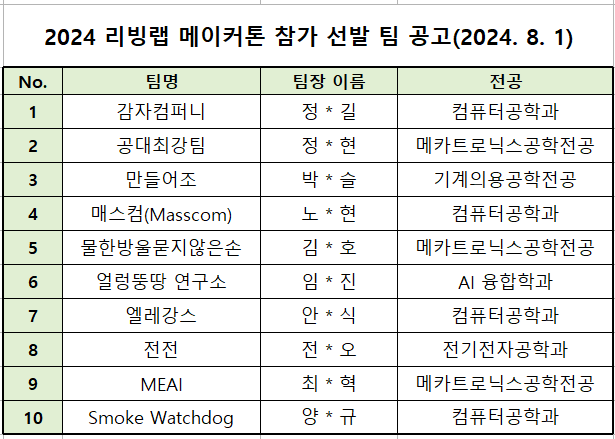 2024 리빙랩 메이커톤 참가 선발 팀 공고(2024. 8. 1)
No. 팀명 팀장 이름 전공
1 감자컴퍼니 정 * 길 컴퓨터공학과
2 공대최강팀 정 * 현 메카트로닉스공학전공
3 만들어조 박 * 슬 기계의용공학전공
4 매스컴(Masscom) 노 * 현 컴퓨터공학과
5 물한방울묻지않은손 김 * 호 메카트로닉스공학전공
6 얼렁뚱땅 연구소 임 * 진 AI 융합학과
7 엘레강스 안 * 식 컴퓨터공학과
8 전전 전 * 오 전기전자공학과
9 MEAI 최 * 혁 메카트로닉스공학전공
10 Smoke Watchdog 양 * 규 컴퓨터공학과